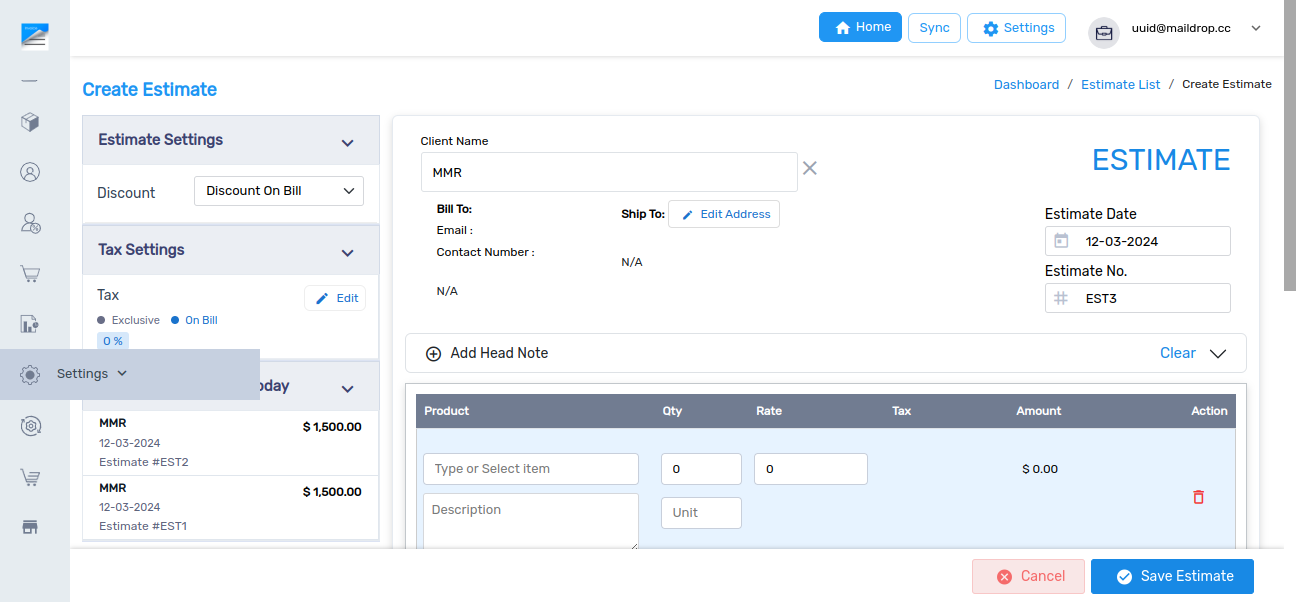 Home
Sync
Settings
uuid@maildrop.cc
Create Estimate
Dashboard / Estimate List / Create Estimate
Estimate Settings
Discount
Discount On Bill
Tax Settings
Tax
Edit
Exclusive
On Bill
0 %
Settings
MMR
$ 1,500.00
12-03-2024
Estimate #EST2
MMR
$ 1,500.00
12-03-2024
Estimate #EST1
Client Name
MMR
ESTIMATE
Bill To:
Email :
Contact Number :
N/A
Ship To:
Edit Address
N/A
Estimate Date
12-03-2024
Estimate No.
EST3
Add Head Note
Clear
Product Qty Rate Tax Amount Action
Type or Select item
0
0
$ 0.00
Description
Unit
Cancel
Save Estimate